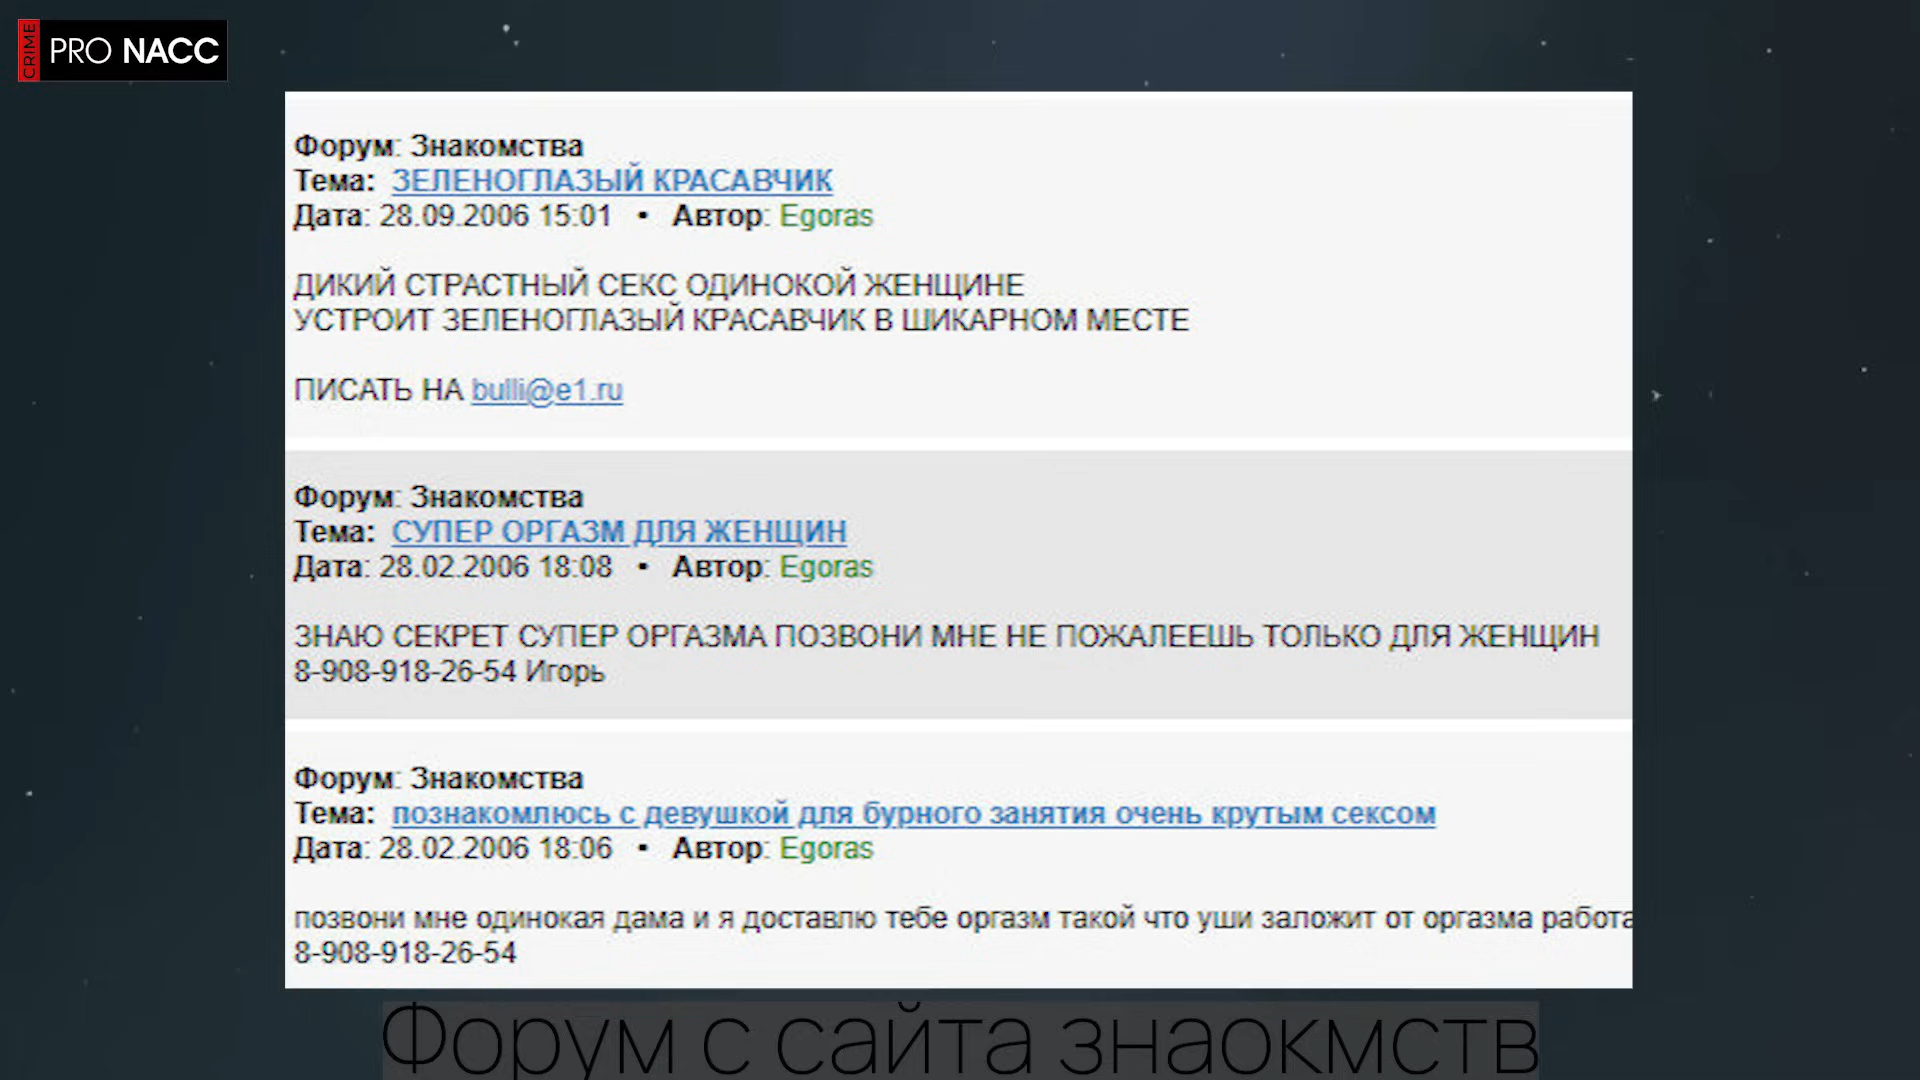 CRIME PRO NACC
Форум: Знакомства
Тема: ЗЕЛЕНОГЛАЗЫЙ КРАСАВЧИК
Дата: 28.09.2006 15:01 • Автор: Egoras
ДИКИЙ СТРАСТНЫЙ СЕКС ОДИНОКОЙ ЖЕНЩИНЕ
УСТРОИТ ЗЕЛЕНОГЛАЗЫЙ КРАСАВЧИК В ШИКАРНОМ МЕСТЕ
ПИСАТЬ НА bulli@e1.ru
Форум: Знакомства
Тема: СУПЕР ОРГАЗМ ДЛЯ ЖЕНЩИН
Дата: 28.02.2006 18:08 • Автор: Egoras
ЗНАЮ СЕКРЕТ СУПЕР ОРГАЗМА ПОЗВОНИ МНЕ НЕ ПОЖАЛЕЕШЬ ТОЛЬКО ДЛЯ ЖЕНЩИН
8-908-918-26-54 Игорь
Форум: Знакомства
Тема: познакомлюсь с девушкой для бурного занятия очень крутым сексом
Дата: 28.02.2006 18:06 • Автор: Egoras
позвони мне одинокая дама и я доставлю тебе оргазм такой что уши заложит от оргазма работа
8-908-918-26-54
Форум с сайта знаокмств